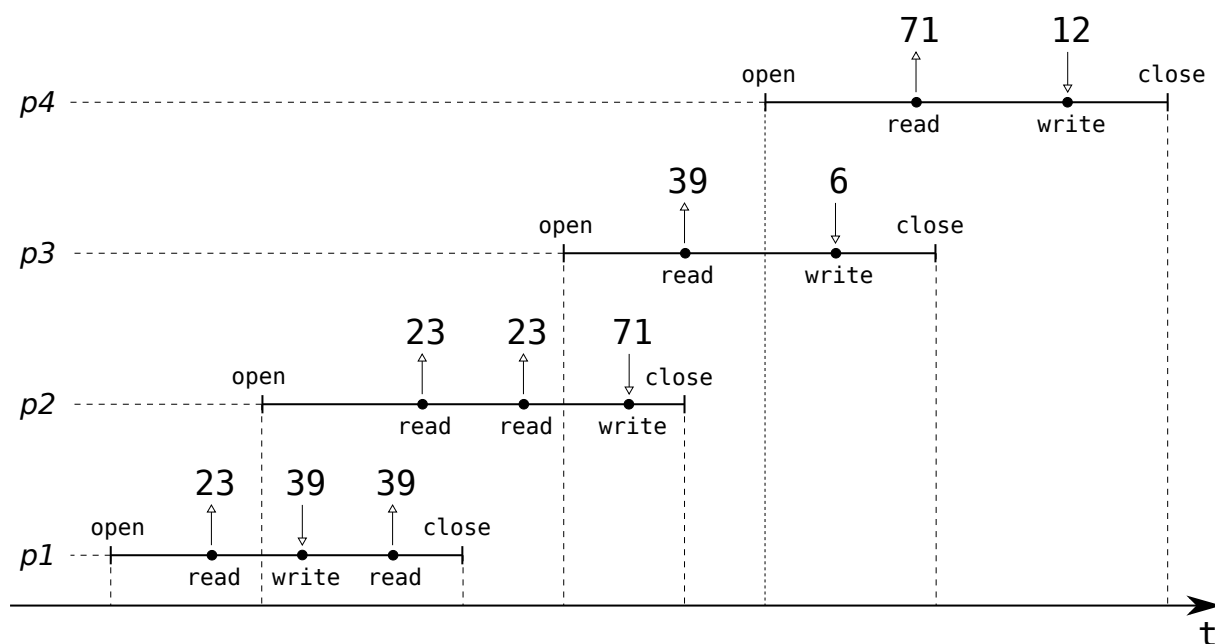 71 12
open close
p4
read write
39 6
open close
p3
read write
23 23 71
open close
p2
read read write
23 39 39
open close
p1
read write read
t